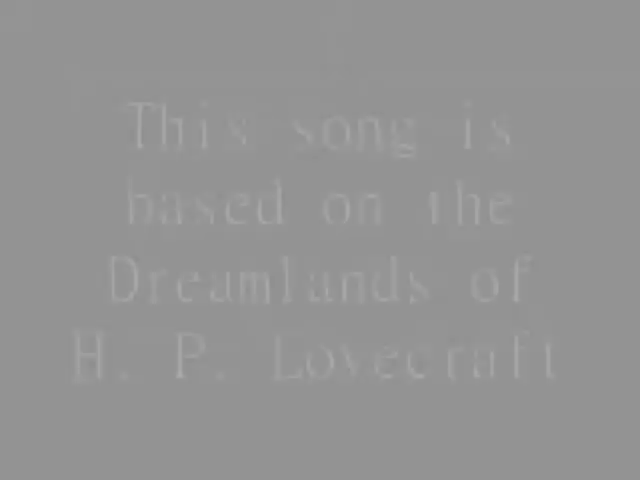 This song is
based on the
Dreamlands of
H. P. Lovecraft